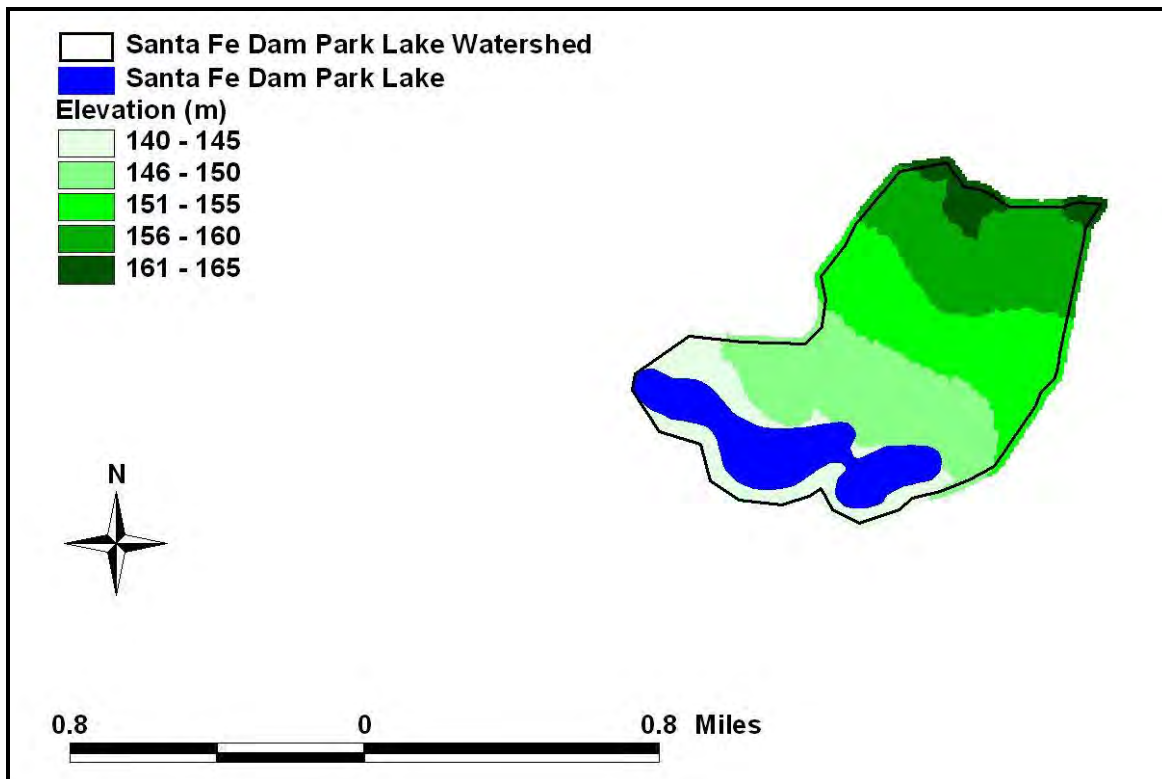 Santa Fe Dam Park Lake Watershed
Santa Fe Dam Park Lake
Elevation (m)
140 - 145
146 - 150
151 - 155
156 - 160
161 - 165
N
0.8 0 0.8 Miles